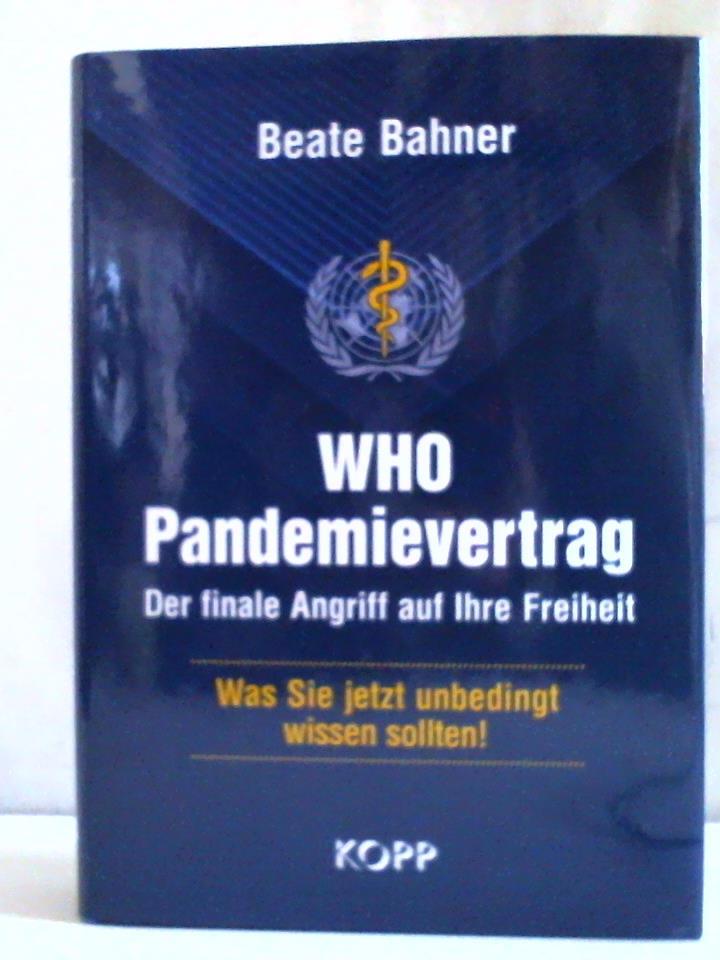 Beate Bahner
WHO
Pandemievertrag
Der finale Angriff auf Ihre Freiheit
Was Sie jetzt unbedingt
wissen sollten!
KOPP